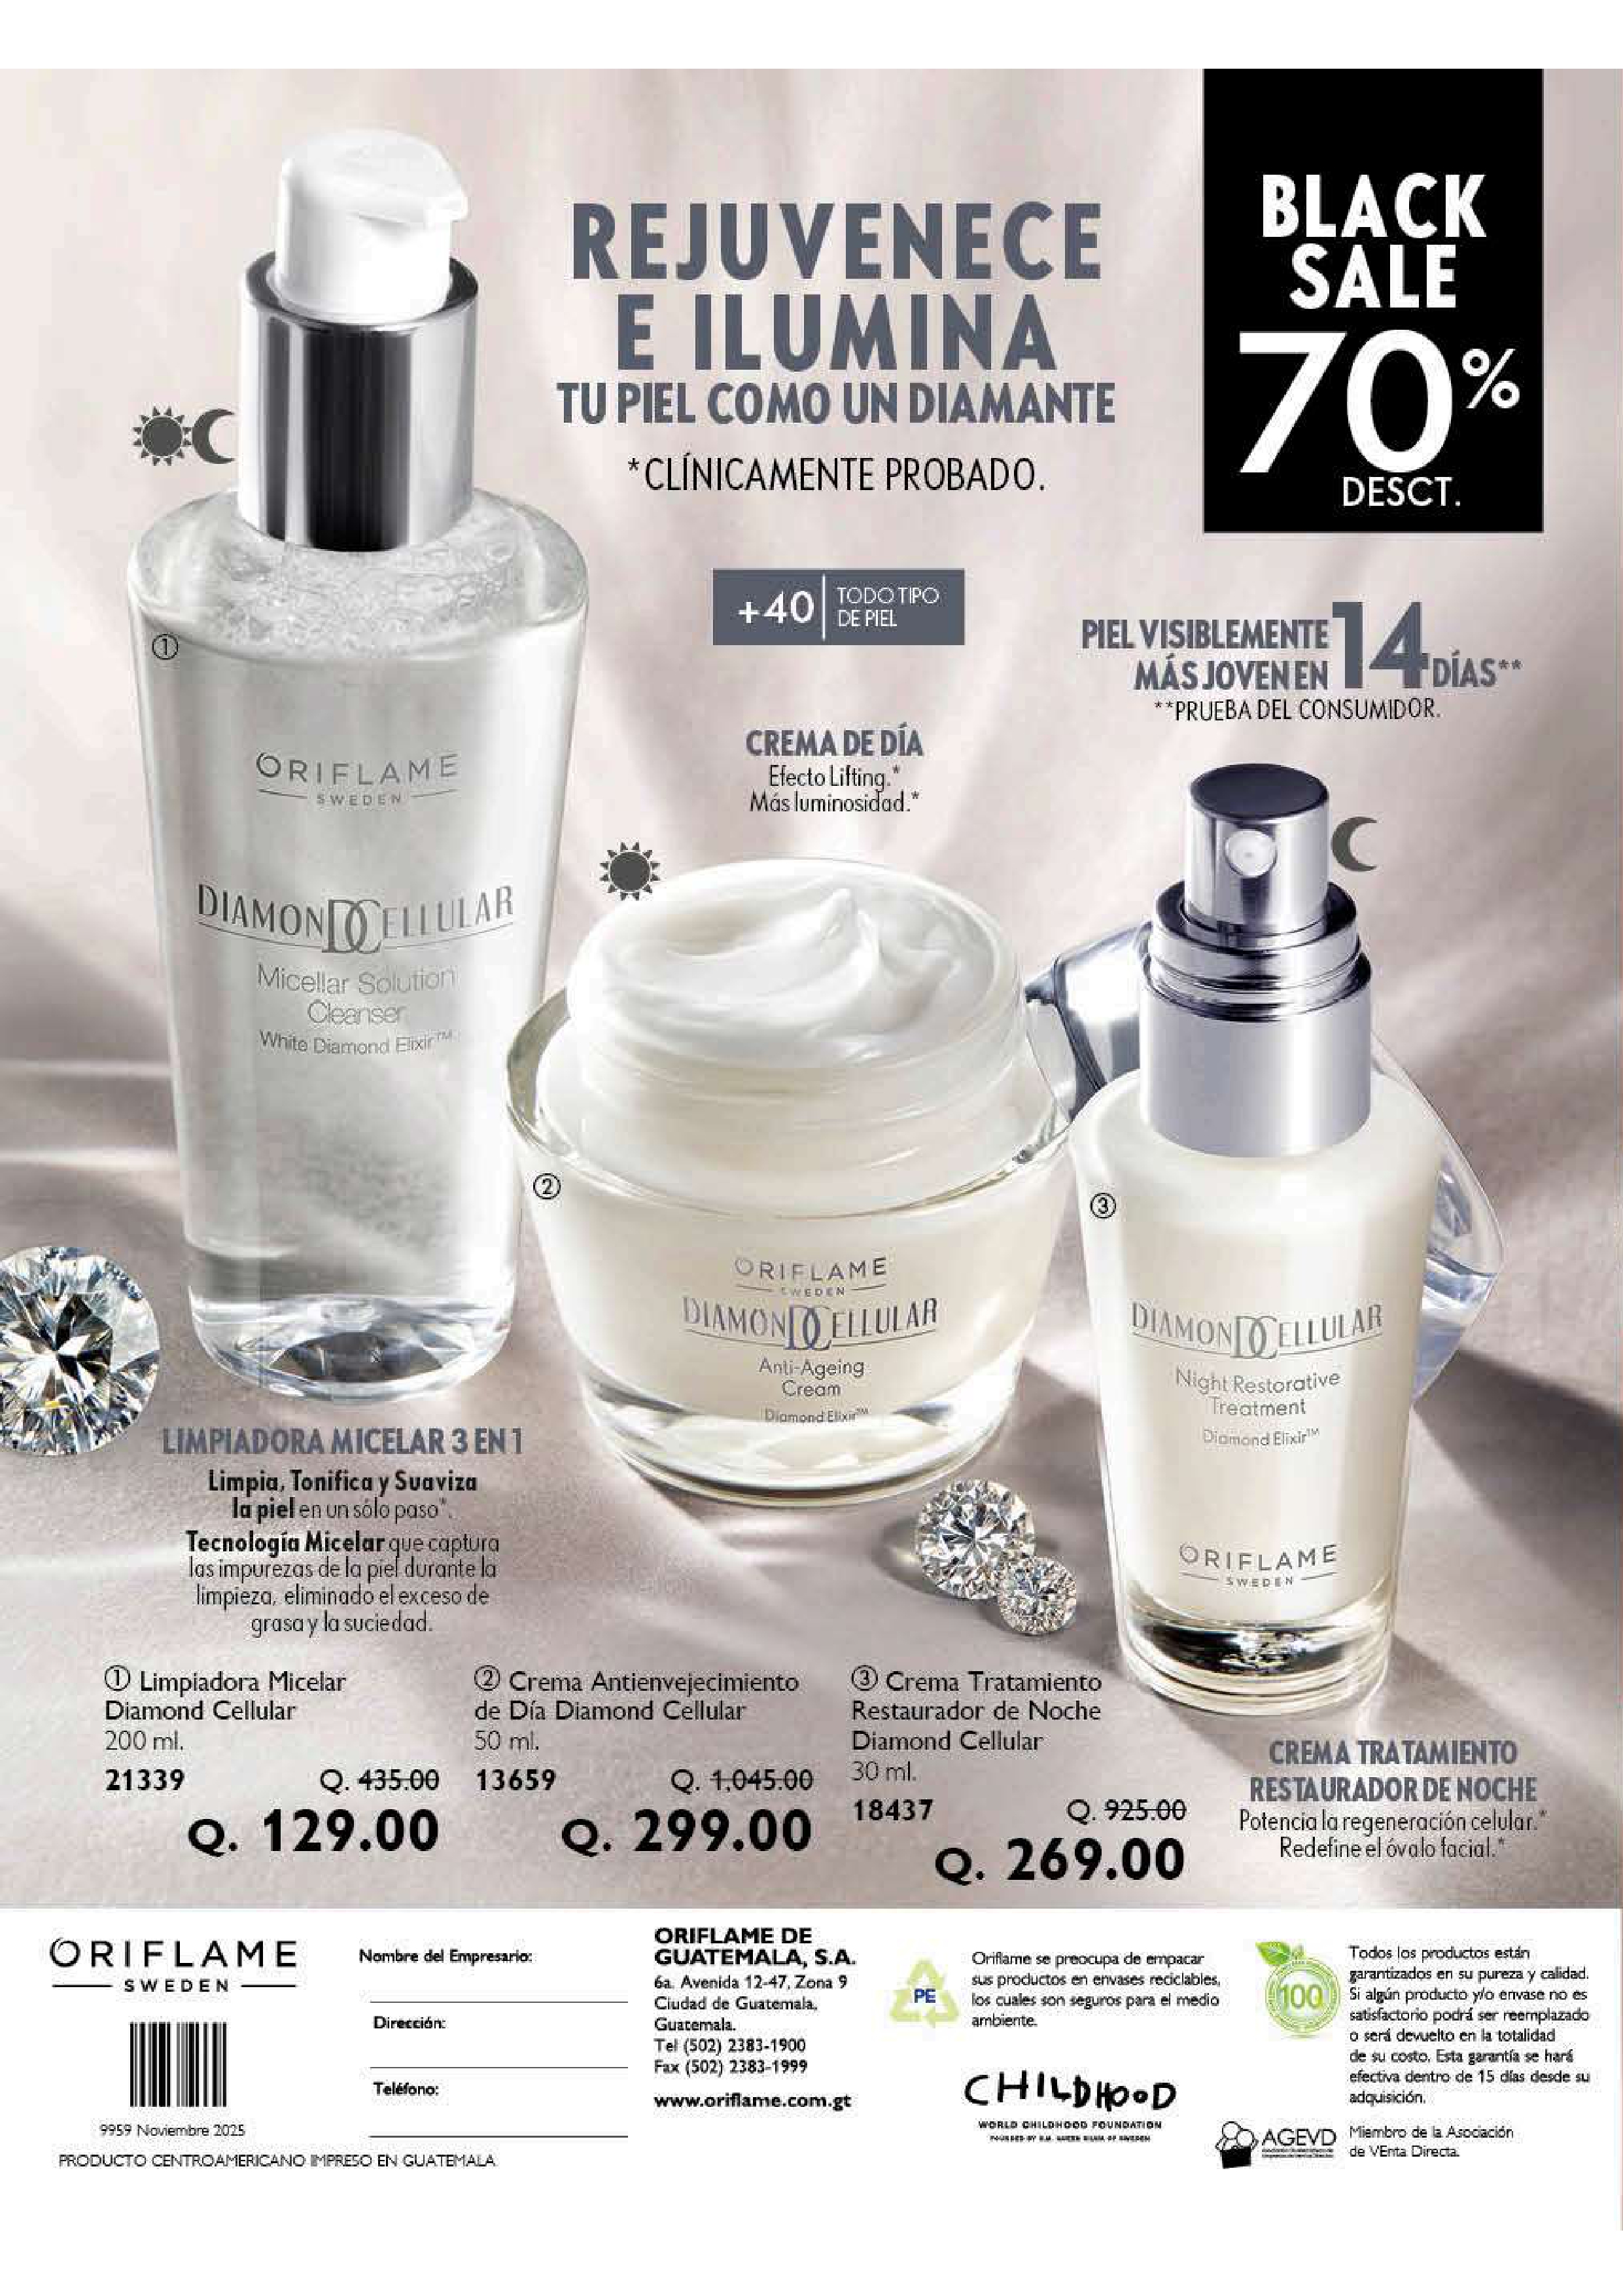 BLACK
SALE
70%
DESCT.
REJUVENECE
E ILUMINA
TU PIEL COMO UN DIAMANTE
*CLÍNICAMENTE PROBADO.
+40 TODO TIPO
DE PIEL
PIEL VISIBLEMENTE
MÁS JOVEN EN 14 DÍAS**
**PRUEBA DEL CONSUMIDOR.
CREMA DE DÍA
Efecto Lifting.*
Más luminosidad.*
①
ORIFLAME
SWEDEN
DIAMOND CELLULAR
Micellar Solution
Cleanser
White Diamond Elixir™
②
ORIFLAME
SWEDEN
DIAMOND CELLULAR
Anti-Ageing
Cream
Diamond Elixir™
③
DIAMOND CELLULAR
Night Restorative
Treatment
Diamond Elixir™
ORIFLAME
SWEDEN
LIMPIADORA MICELAR 3 EN 1
Limpia, Tonifica y Suaviza
la piel en un sólo paso*.
Tecnología Micelar que captura
las impurezas de la piel durante la
limpieza, eliminado el exceso de
grasa y la suciedad.
① Limpiadora Micelar
Diamond Cellular
200 ml.
21339 Q. 435.00
Q. 129.00
② Crema Antienvejecimiento
de Día Diamond Cellular
50 ml.
13659 Q. 1,045.00
Q. 299.00
③ Crema Tratamiento
Restaurador de Noche
Diamond Cellular
30 ml.
18437 Q. 925.00
Q. 269.00
CREMA TRATAMIENTO
RESTAURADOR DE NOCHE
Potencia la regeneración celular.*
Redefine el óvalo facial.*
ORIFLAME
SWEDEN
9959 Noviembre 2025
PRODUCTO CENTROAMERICANO IMPRESO EN GUATEMALA
Nombre del Empresario:
Dirección:
Teléfono:
ORIFLAME DE
GUATEMALA, S.A.
6a. Avenida 12-47, Zona 9
Ciudad de Guatemala,
Guatemala.
Tel (502) 2383-1900
Fax (502) 2383-1999
www.oriflame.com.gt
PE
Oriflame se preocupa de empacar
sus productos en envases reciclables,
los cuales son seguros para el medio
ambiente.
CHILDHOOD
WORLD CHILDHOOD FOUNDATION
FOUNDED BY H.M. QUEEN SILVIA OF SWEDEN
100
Todos los productos están
garantizados en su pureza y calidad.
Si algún producto y/o envase no es
satisfactorio podrá ser reemplazado
o será devuelto en la totalidad
de su costo. Esta garantía se hará
efectiva dentro de 15 días desde su
adquisición.
AGEVD
Miembro de la Asociación
de VEnta Directa.